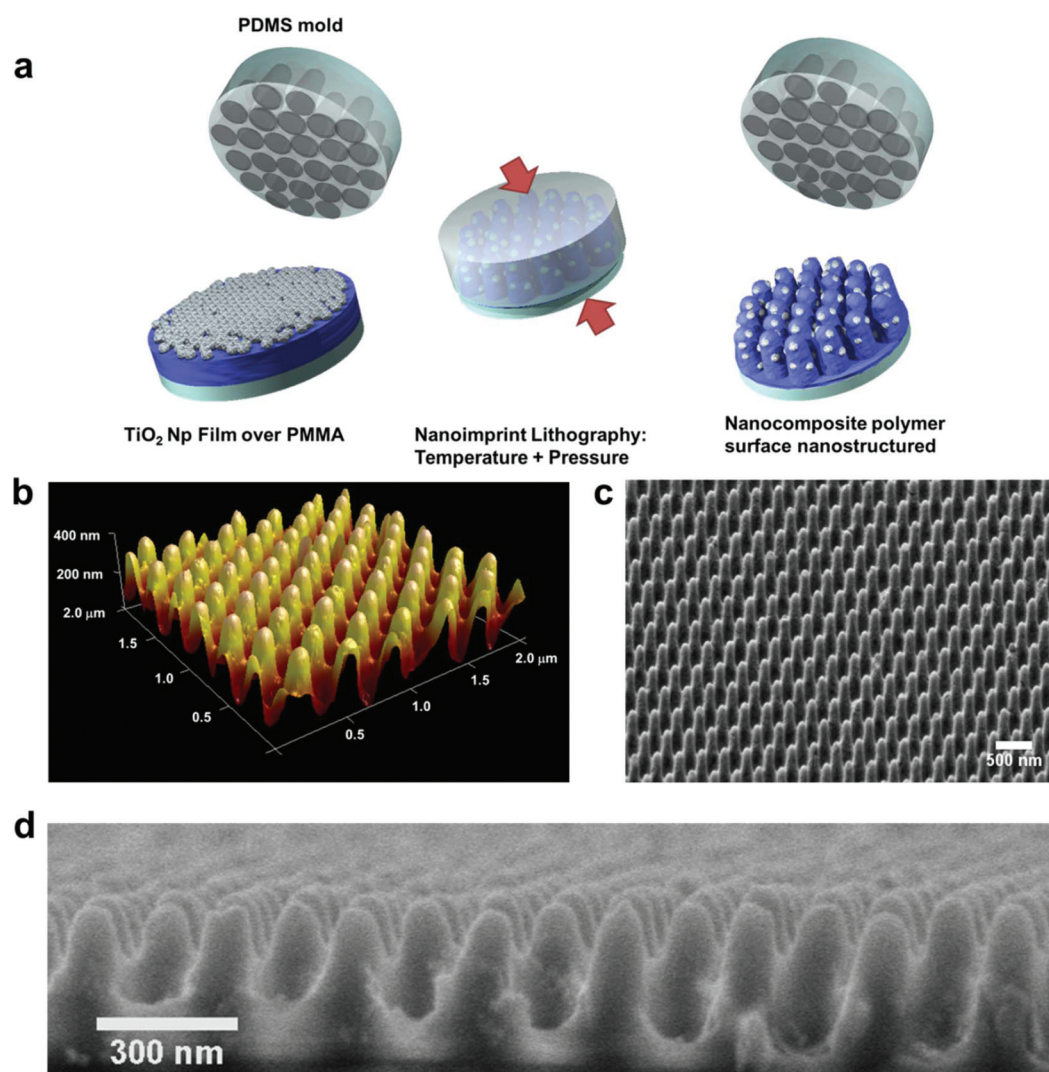 PDMS mold
a
TiO₂ Np Film over PMMA
Nanoimprint Lithography:
Temperature + Pressure
Nanocomposite polymer
surface nanostructured
b
400 nm
200 nm
2.0 μm
1.5
1.0
0.5
0.5
1.0
1.5
2.0 μm
c
500 nm
d
300 nm